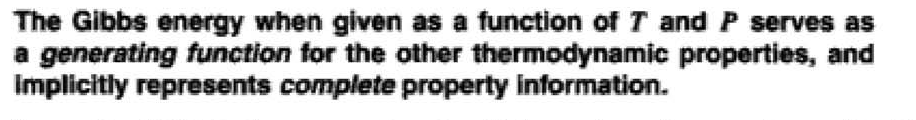 The Gibbs energy when given as a function of T and P serves as
a generating function for the other thermodynamic properties, and
implicitly represents complete property information.